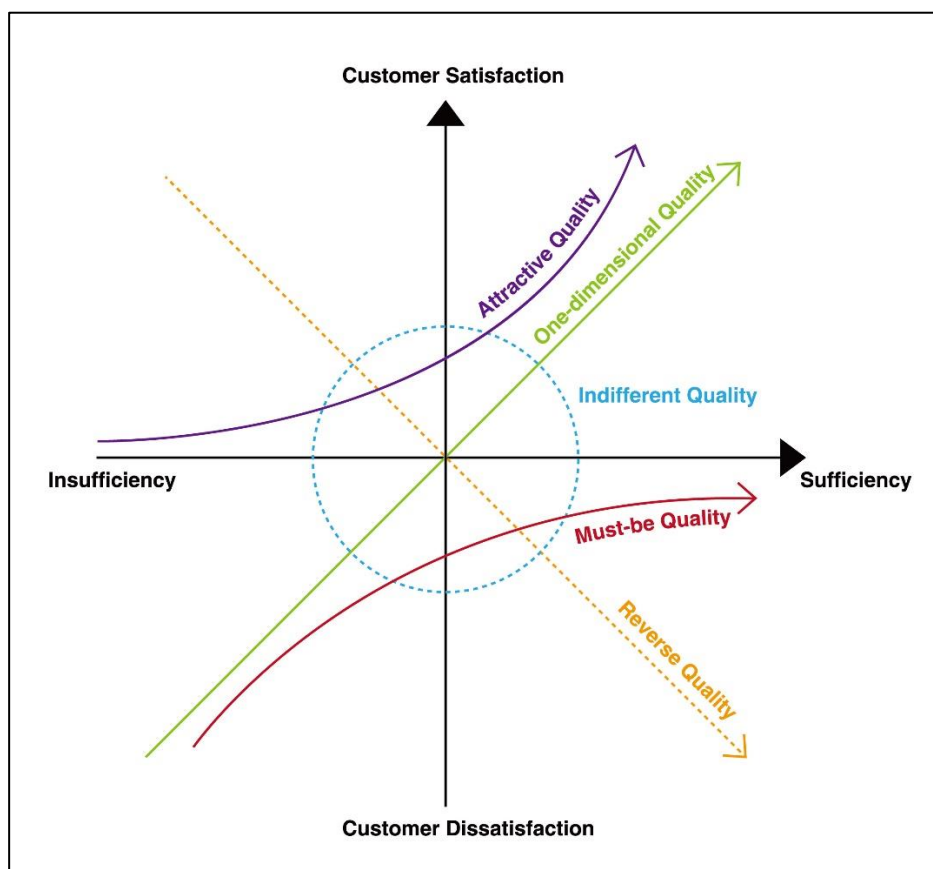 Customer Satisfaction
Attractive Quality
One-dimensional Quality
Indifferent Quality
Insufficiency
Sufficiency
Must-be Quality
Reverse Quality
Customer Dissatisfaction